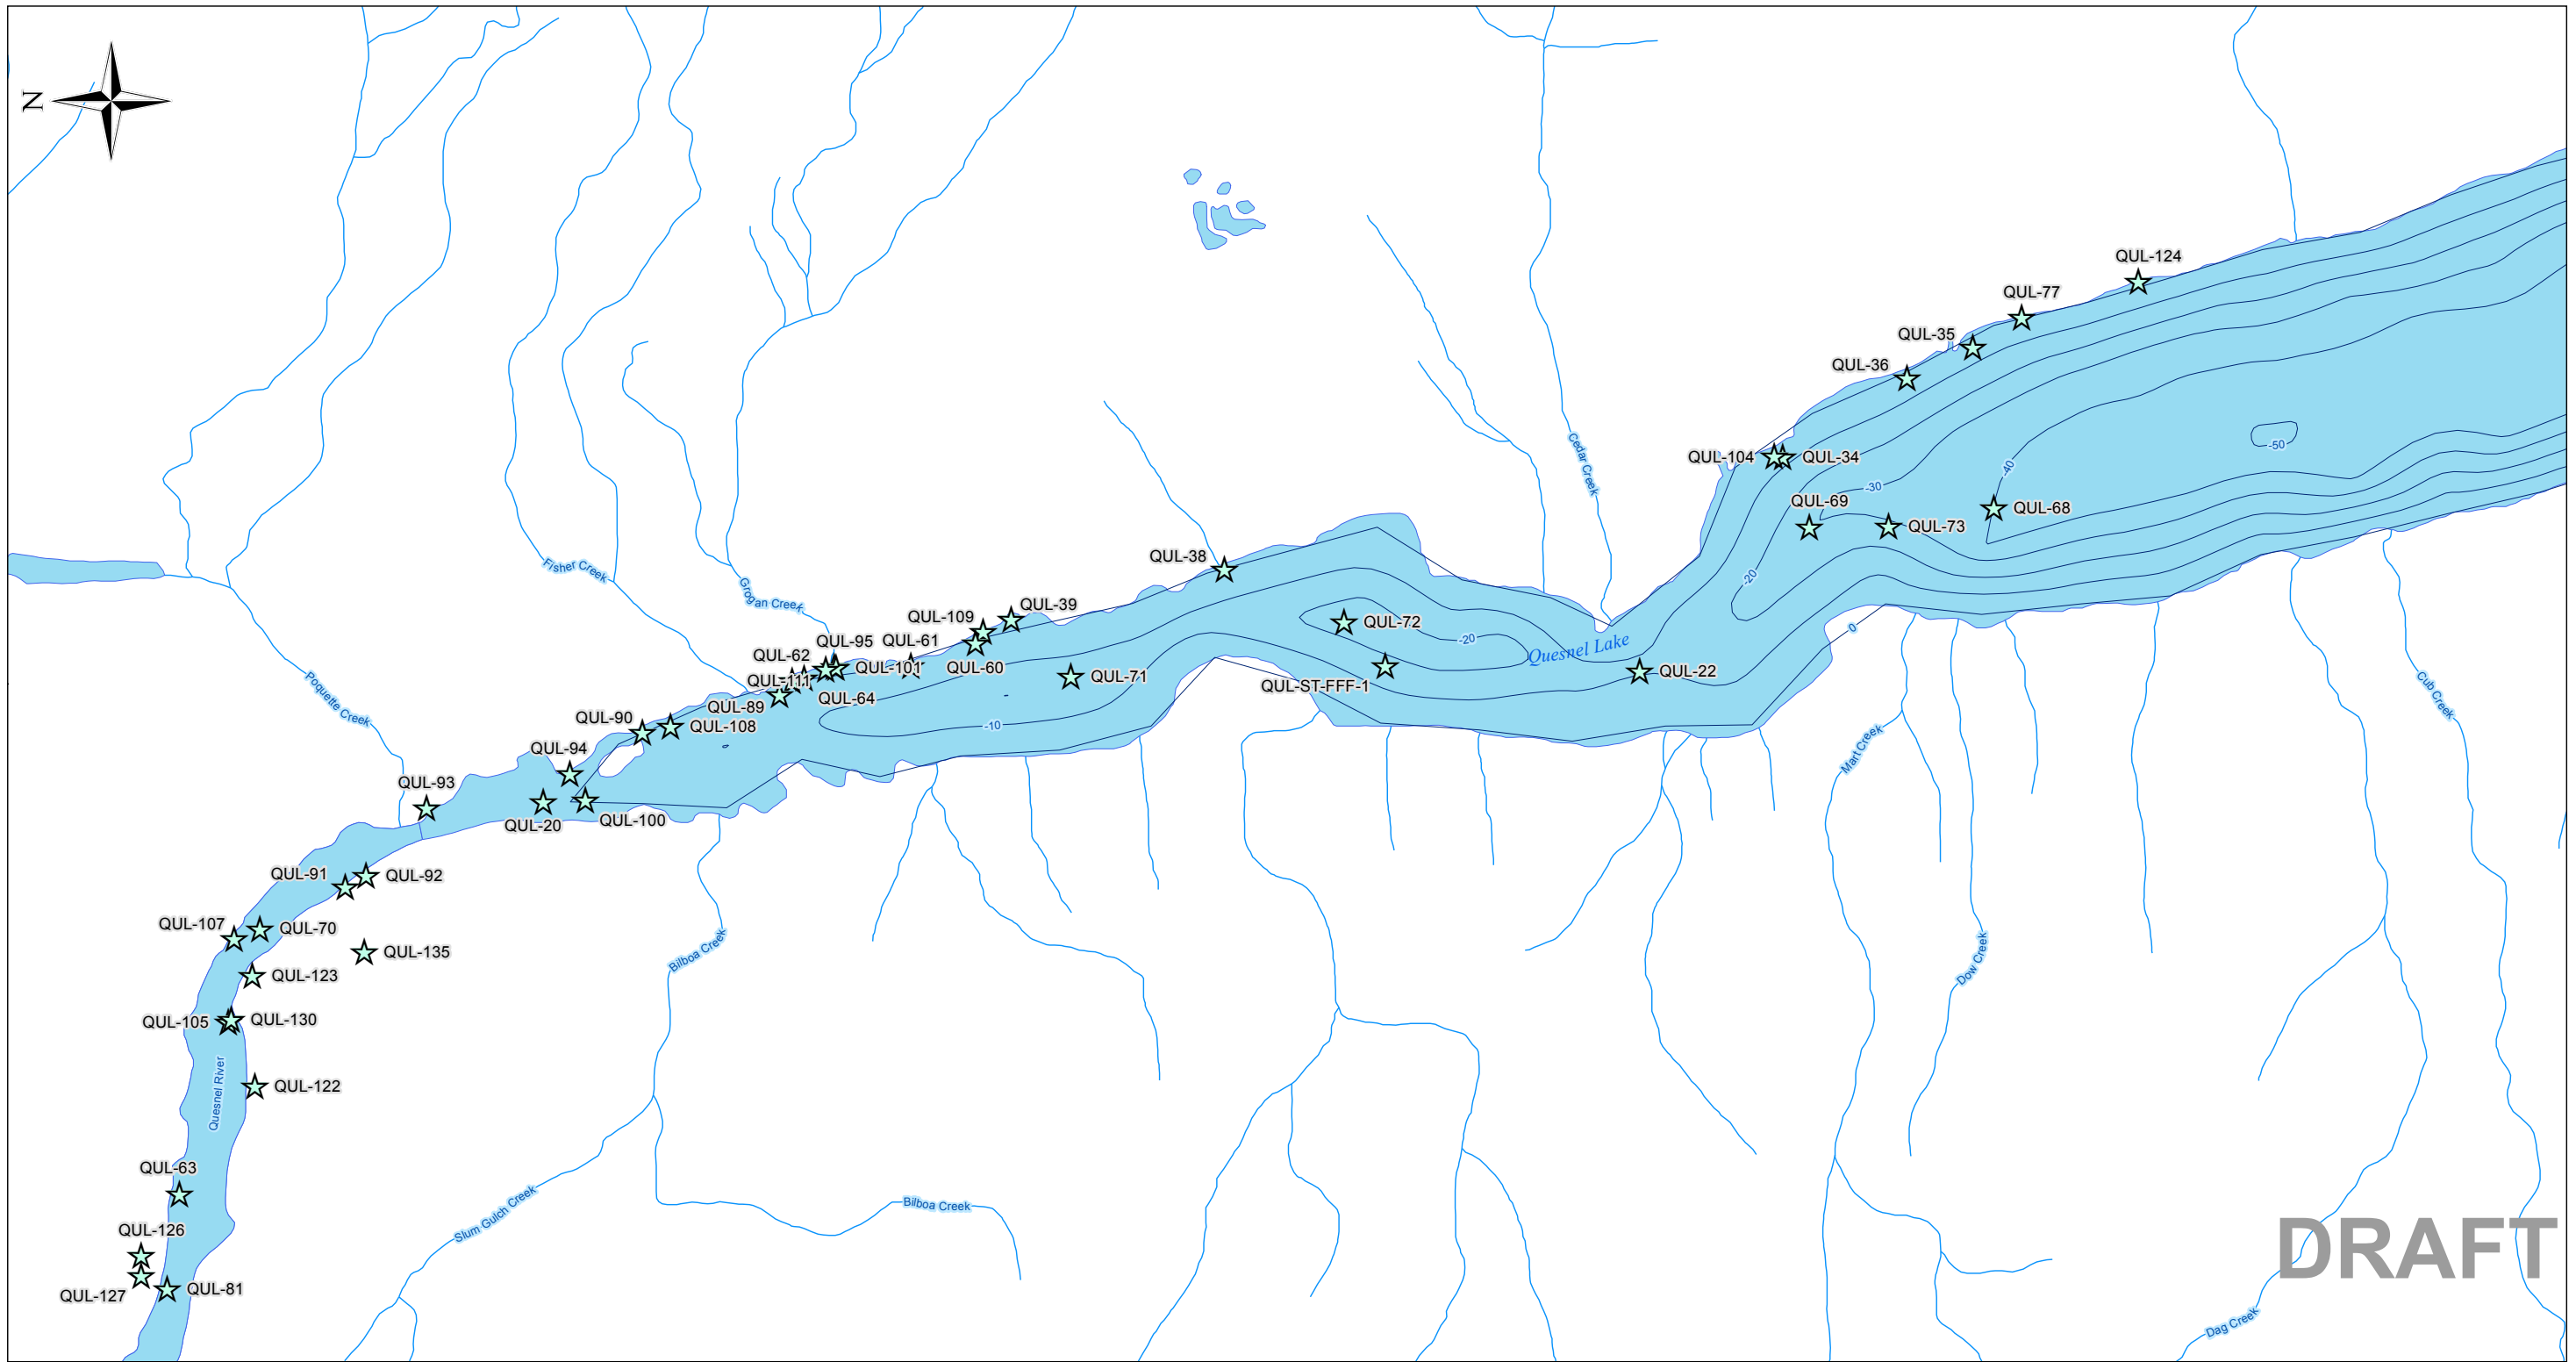 N
QUL-124
QUL-77
QUL-35
QUL-36
-50
Cedar Creek
QUL-104
QUL-34
-40
-30
QUL-69
QUL-68
QUL-73
QUL-38
Fisher Creek
-20
Grogan Creek
QUL-39
QUL-109
QUL-72
QUL-95
QUL-61
-20
0
Quesnel Lake
QUL-62
QUL-101
QUL-60
QUL-111
QUL-71
QUL-22
QUL-ST-FFF-1
QUL-64
QUL-89
Poquette Creek
Cub Creek
QUL-90
QUL-108
-10
QUL-94
Mart Creek
QUL-93
QUL-20
QUL-100
QUL-91
QUL-92
QUL-107
QUL-70
QUL-135
Bilboa Creek
Dow Creek
QUL-123
QUL-105
QUL-130
Quesnel River
QUL-122
QUL-63
Bilboa Creek
Slum Gulch Creek
QUL-126
DRAFT
QUL-81
QUL-127
Dag Creek